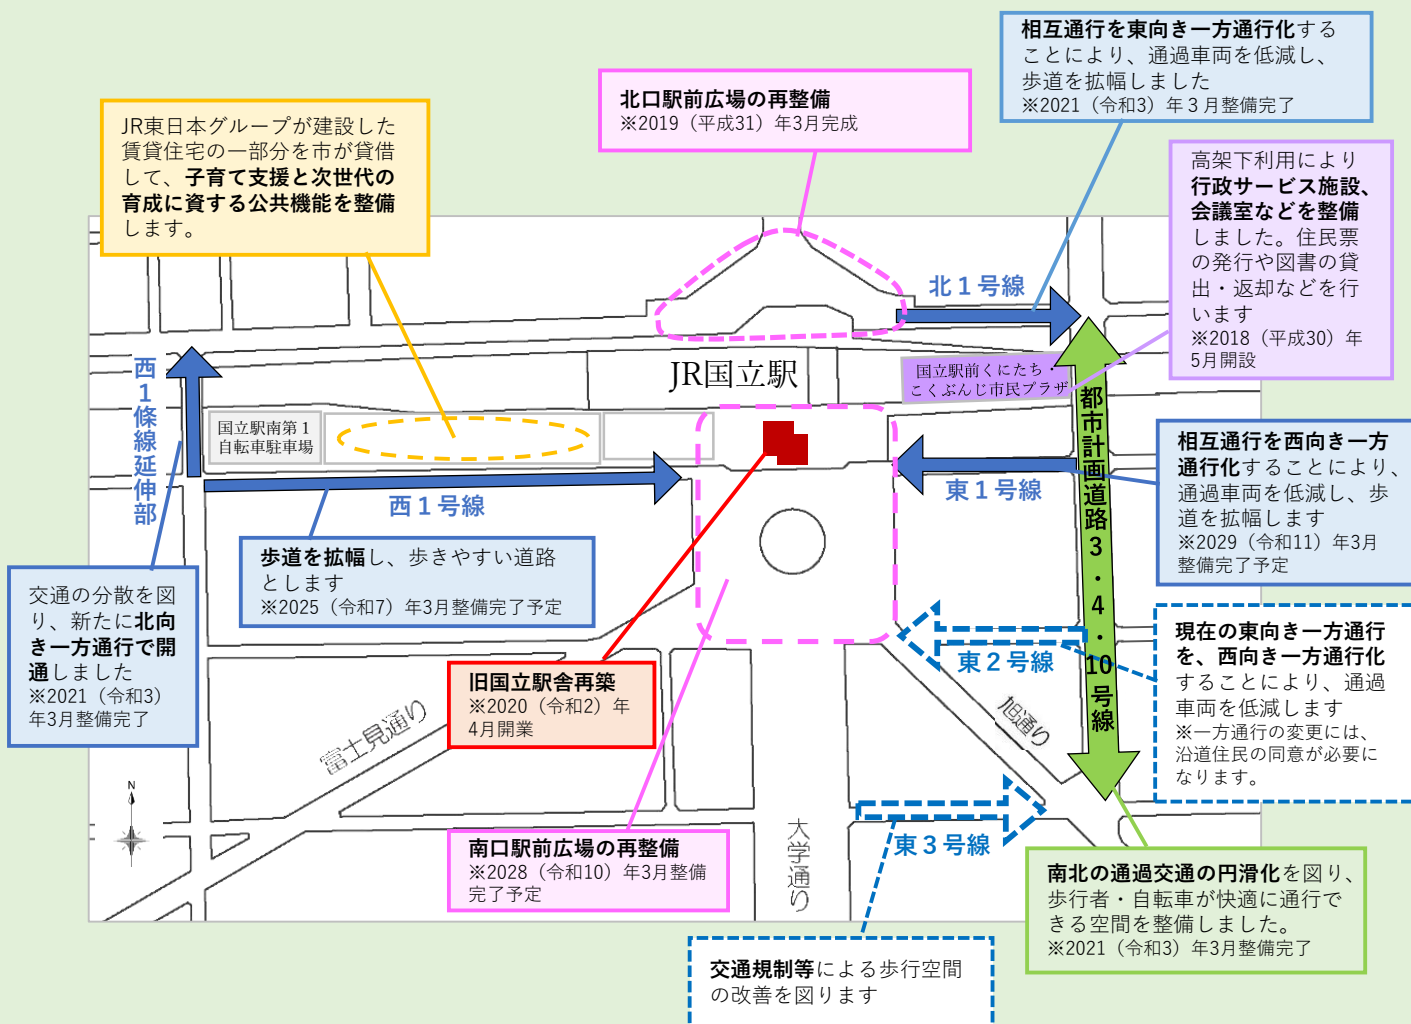 相互通行を東向き一方通行化する
ことにより、通過車両を低減し、
歩道を拡幅しました
※2021（令和3）年３月整備完了
北口駅前広場の再整備
※2019（平成31）年3月完成
JR東日本グループが建設した
賃貸住宅の一部分を市が貸借
して、子育て支援と次世代の
育成に資する公共機能を整備
します。
高架下利用により
行政サービス施設、
会議室などを整備
しました。住民票
の発行や図書の貸
出・返却などを行
います
※2018（平成30）年
5月開設
北１号線
JR国立駅
国立駅前くにたち・
こくぶんじ市民プラザ
西１條線延伸部
国立駅南第１
自転車駐車場
都市計画道路３・４・10号線
相互通行を西向き一方
通行化することにより、
通過車両を低減し、歩
道を拡幅します
※2029（令和11）年3月
整備完了予定
西１号線
東１号線
歩道を拡幅し、歩きやすい道路
とします
※2025（令和7）年3月整備完了予定
交通の分散を図
り、新たに北向
き一方通行で開
通しました
※2021（令和3）
年3月整備完了
現在の東向き一方通行
を、西向き一方通行化
することにより、通過
車両を低減します
※一方通行の変更には、
沿道住民の同意が必要に
なります。
東２号線
旧国立駅舎再築
※2020（令和2）年
4月開業
富士見通り
旭通り
N
南口駅前広場の再整備
※2028（令和10）年3月整備
完了予定
大学通り
東３号線
南北の通過交通の円滑化を図り、
歩行者・自転車が快適に通行で
きる空間を整備しました。
※2021（令和3）年3月整備完了
交通規制等による歩行空間
の改善を図ります